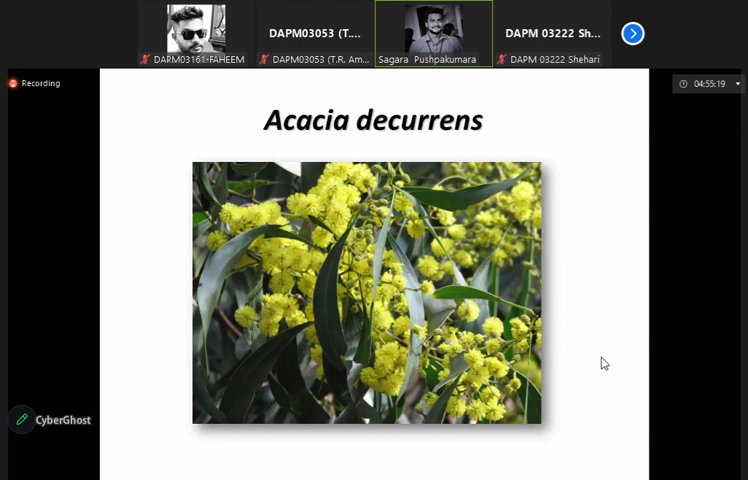 DAPM03053 (T....
DAPM 03222 Sh...
DAPM03161-FAHEEM
DAPM03053 (T.R. Am...
Sagara Pushpakumara
DAPM 03222 Shehari
Recording
04:55:19
Acacia decurrens
CyberGhost